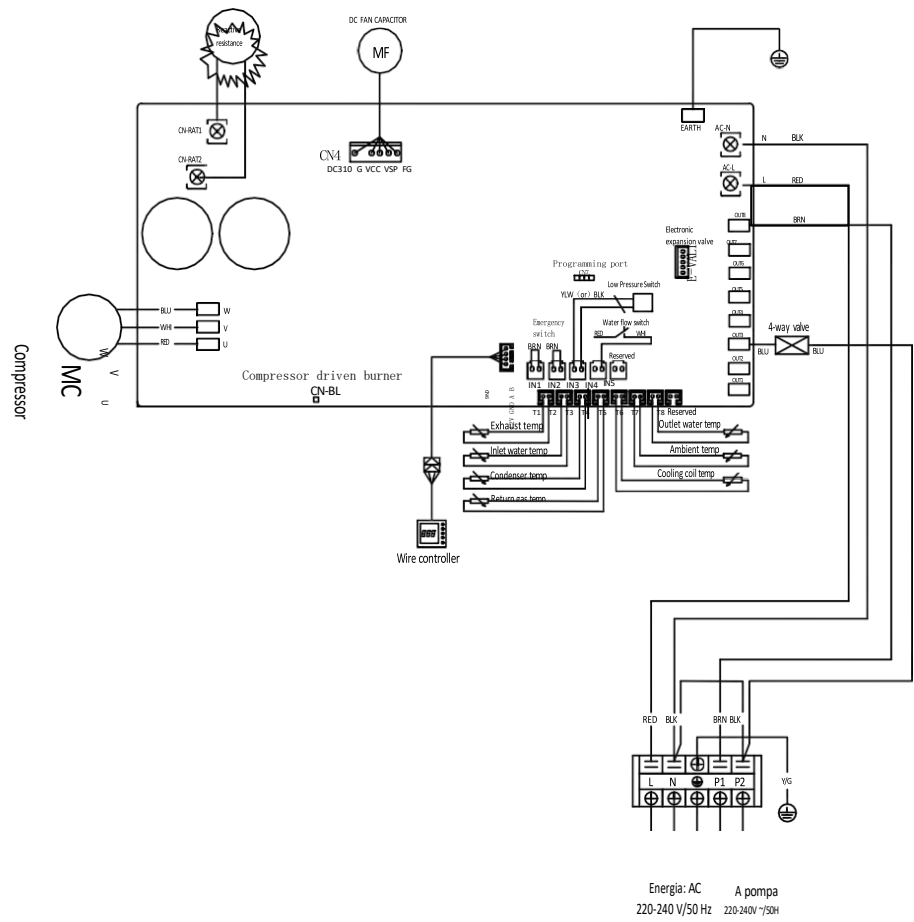 DC FAN CAPACITOR
resistance
MF
EARTH
AC-N
N
BLK
CN-RAT1
CN4
CN-RAT2
DC310 G VCC VSP FG
AC-L
L
RED
OUT8
BRN
Electronic
expansion valve
OUT7
OUT6
Programming port
Low Pressure Switch
OUT5
YLW (or) BLK
OUT4
BLU
W
WHI
V
RED
U
Emergency
switch
Water flow switch
RED
WHI
OUT3
4-way valve
BLU
BLU
BRN
BRN
Reserved
OUT2
Compressor
MC
W
V
U
Compressor driven burner
CN-BL
IN1
IN2
IN3
IN4
IN5
OUT1
GND A B
T1
T2
T3
T4
T5
T6
T7
T8
Reserved
Exhaust temp
Outlet water temp
Inlet water temp
Ambient temp
Condenser temp
Cooling coil temp
Return gas temp
Wire controller
RED
BLK
BRN
BLK
L
N
P1
P2
Y/G
Energia: AC
220-240 V/50 Hz
A pompa
220-240V ~/50H